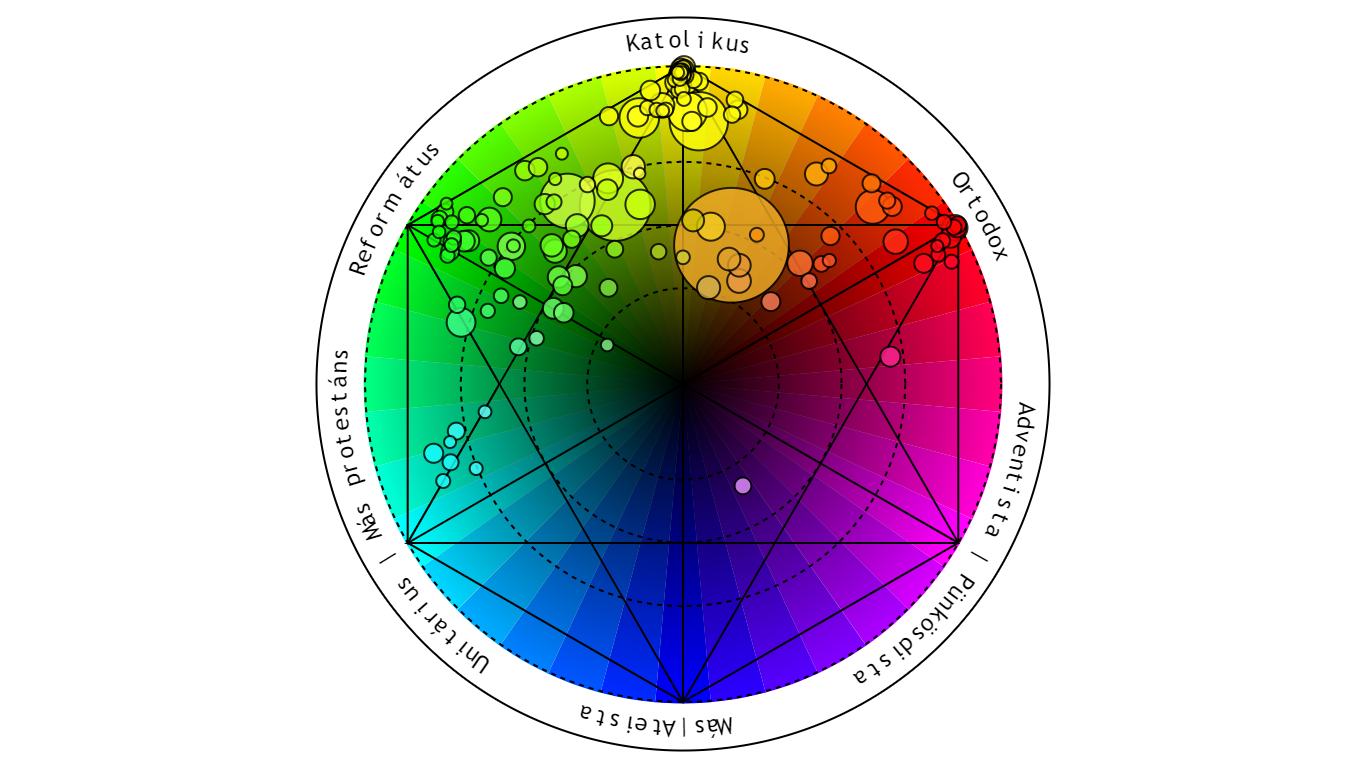 Katolikus
Ortodox
Adventista | Pünkösdista
Más|Ateista
Unitárius | Más protestáns
Református